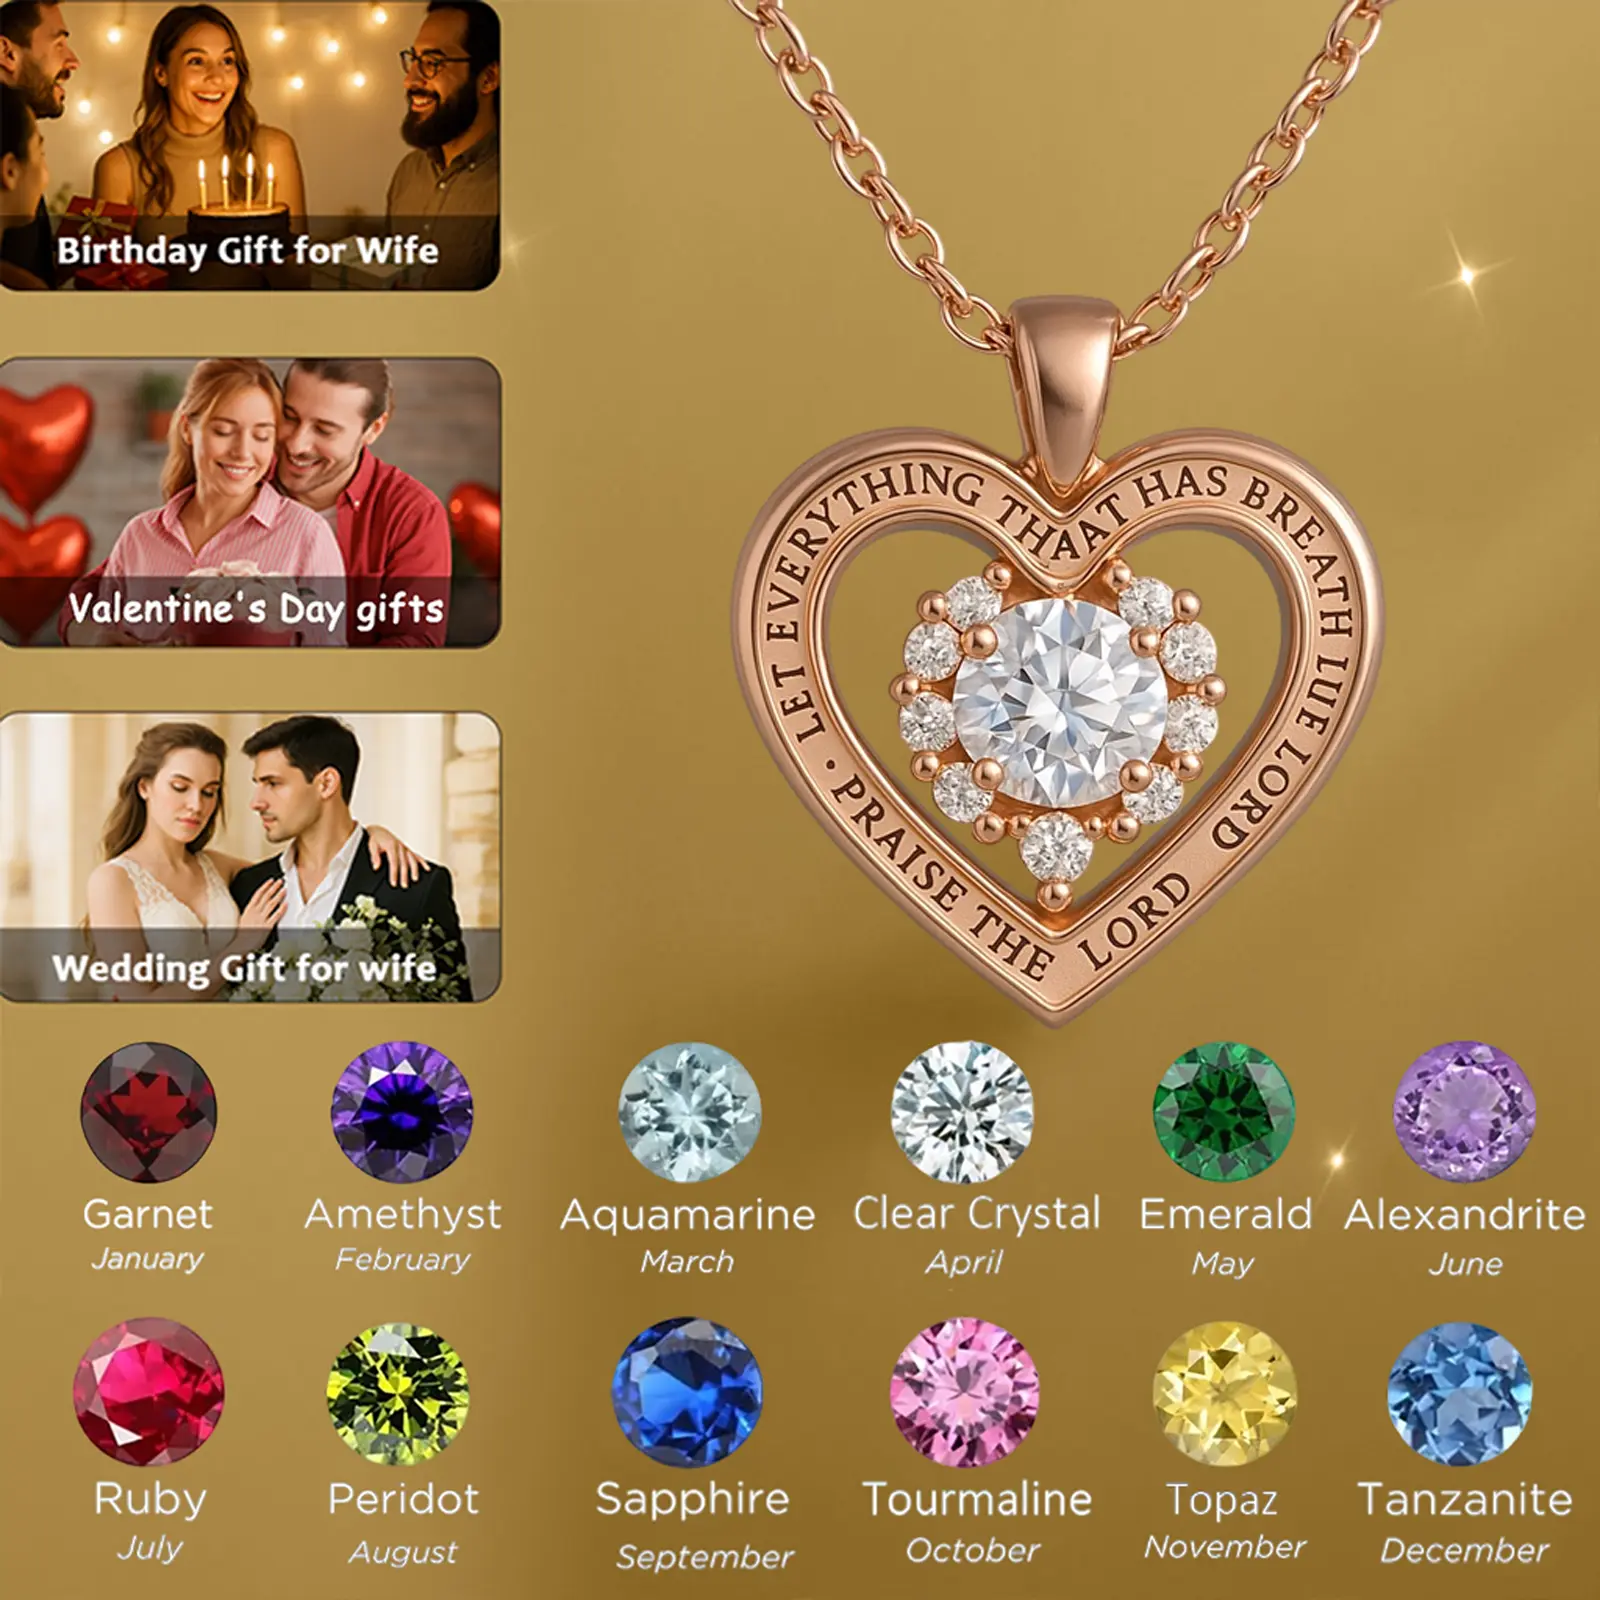 Birthday Gift for Wife
Valentine's Day gifts
Wedding Gift for wife
LET EVERYTHING THAAT HAS BREATH LUE LORD
· PRAISE THE LORD
Garnet
January
Amethyst
February
Aquamarine
March
Clear Crystal
April
Emerald
May
Alexandrite
June
Ruby
July
Peridot
August
Sapphire
September
Tourmaline
October
Topaz
November
Tanzanite
December